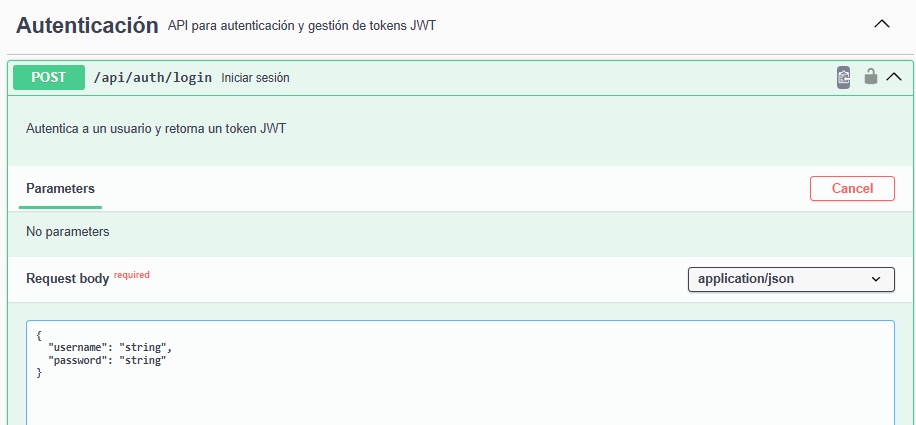 Autenticación API para autenticación y gestión de tokens JWT
POST /api/auth/login Iniciar sesión
Autentica a un usuario y retorna un token JWT
Parameters Cancel
No parameters
Request body required application/json
{
  "username": "string",
  "password": "string"
}